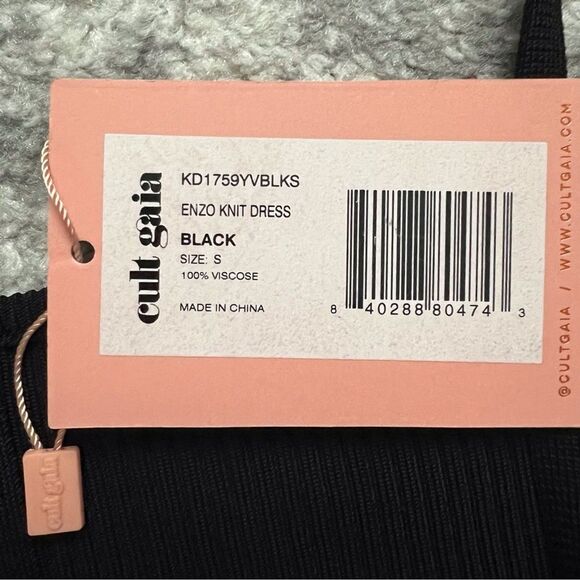 cult gaia
KD1759YVBLKS
ENZO KNIT DRESS
BLACK
SIZE: S
100% VISCOSE
MADE IN CHINA
8 40288 80474 3
@CULTGAIA / WWW.CULTGAIA.COM
cult gaia